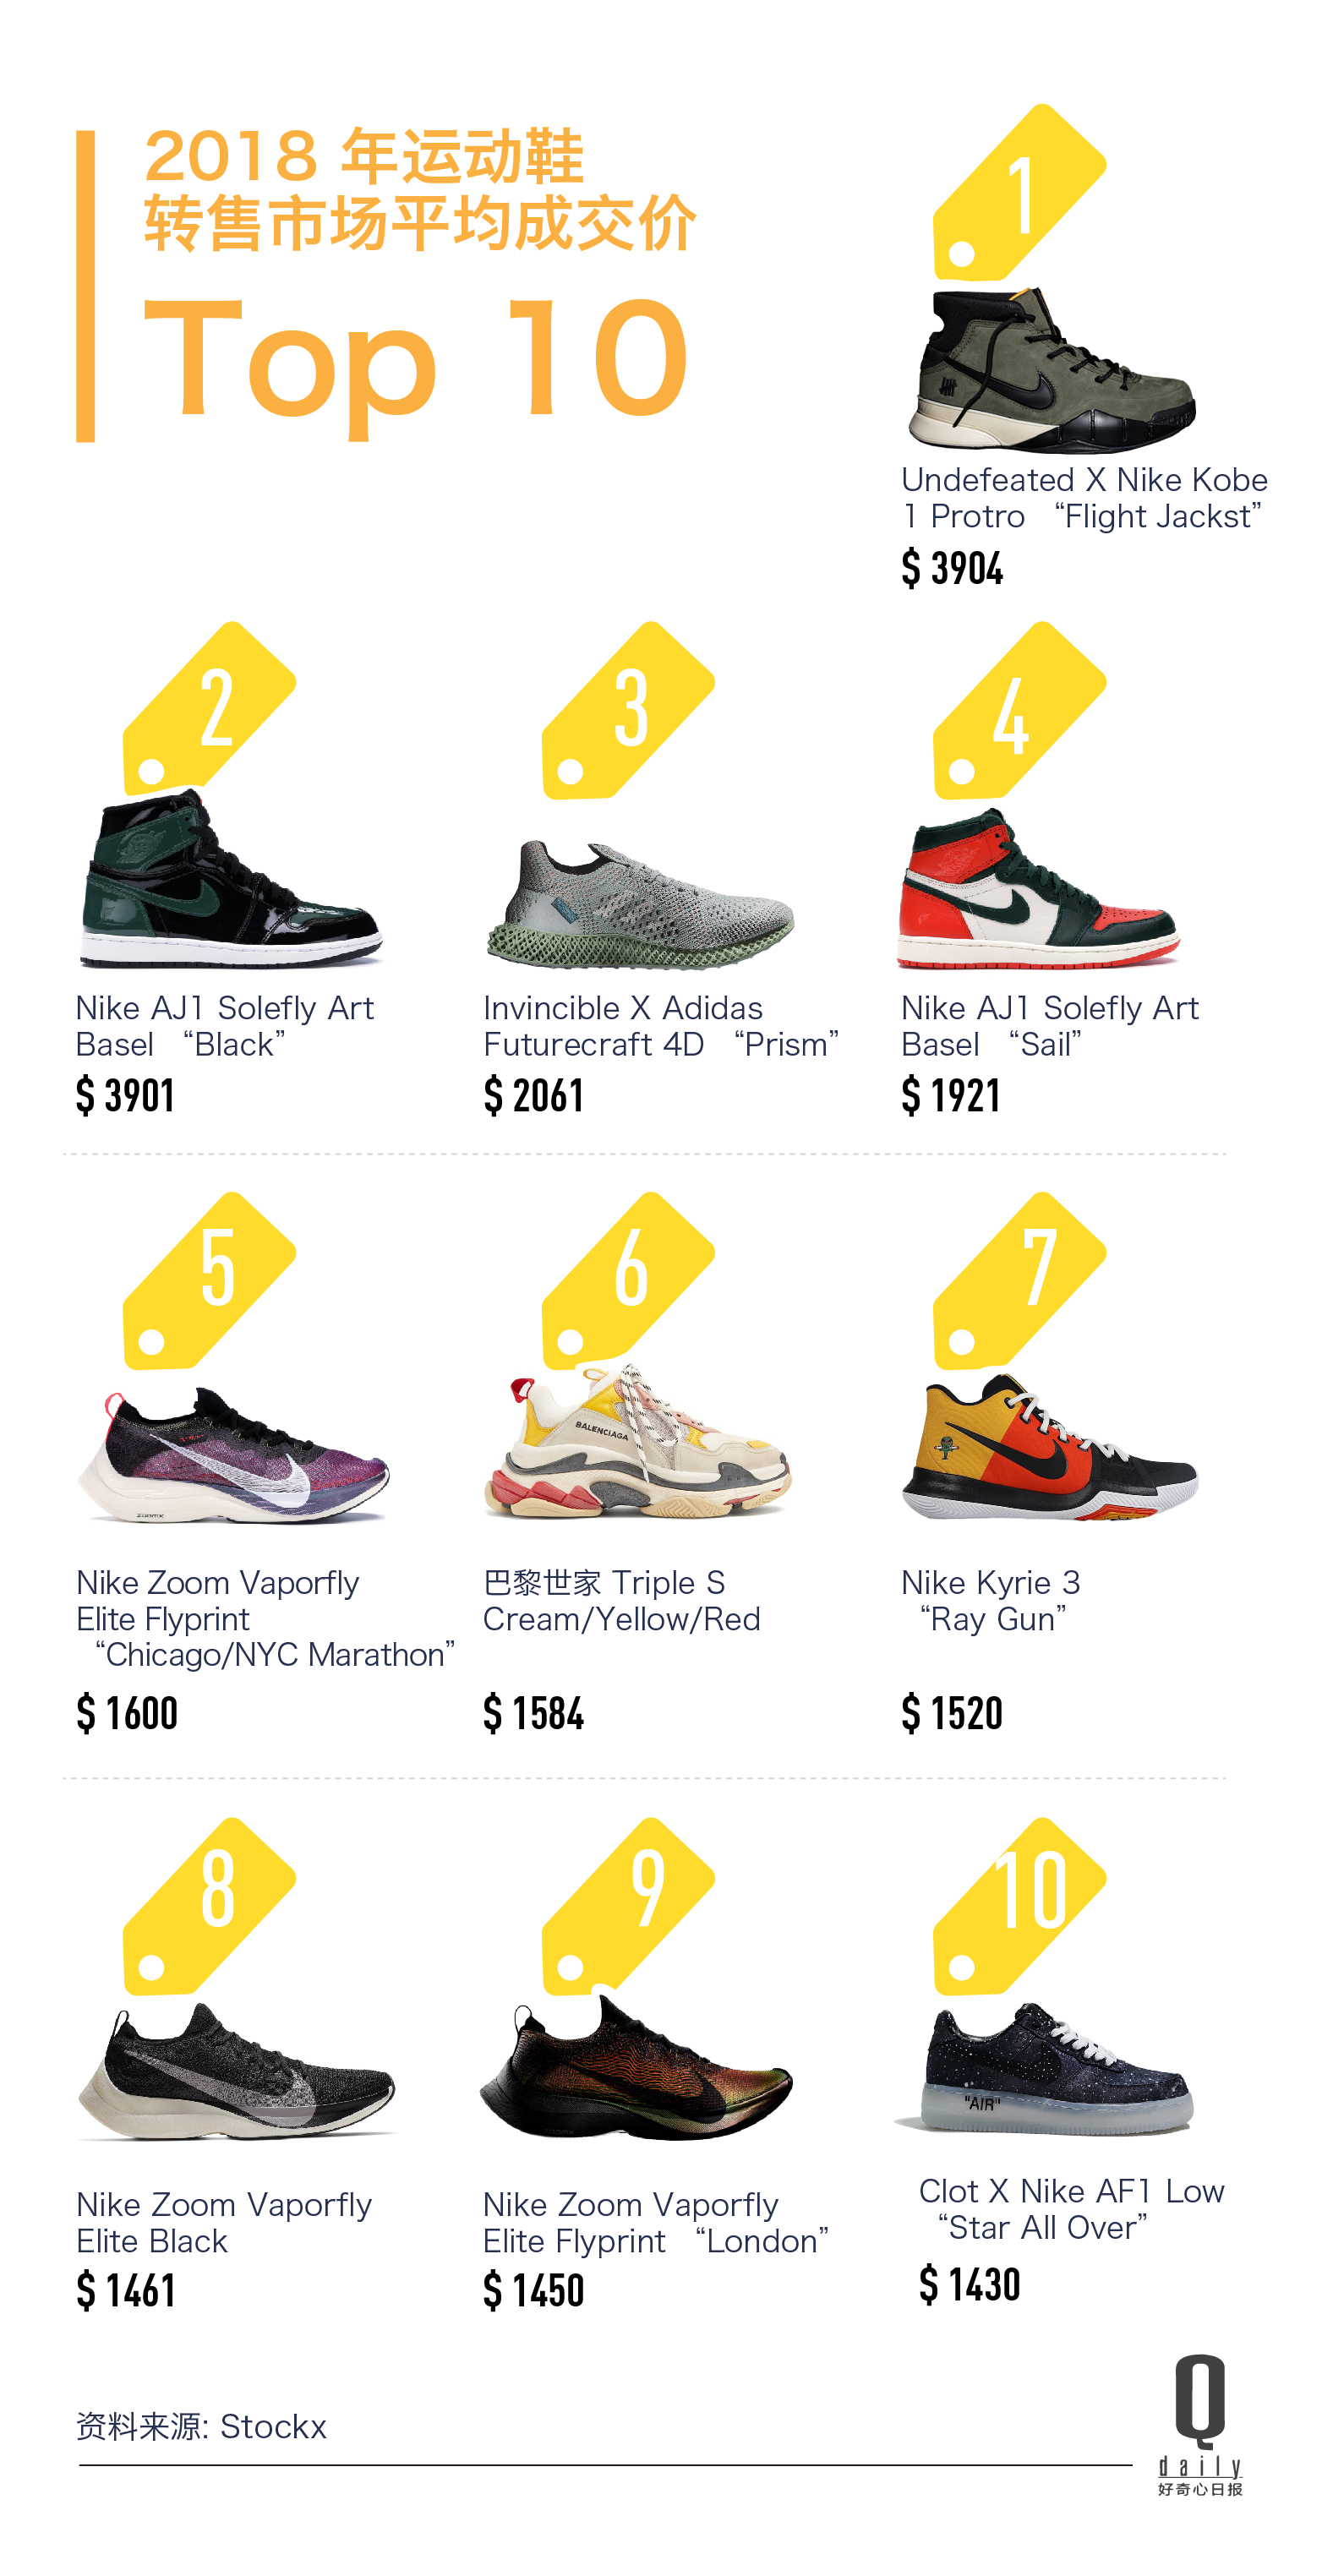 2018 年运动鞋
转售市场平均成交价
Top 10
1
Undefeated X Nike Kobe
1 Protro “Flight Jackst”
$ 3904
2
Nike AJ1 Solefly Art
Basel “Black”
$ 3901
3
Invincible X Adidas
Futurecraft 4D “Prism”
$ 2061
4
Nike AJ1 Solefly Art
Basel “Sail”
$ 1921
5
ZOOMX
Nike Zoom Vaporfly
Elite Flyprint
“Chicago/NYC Marathon”
$ 1600
6
BALENCIAGA
巴黎世家 Triple S
Cream/Yellow/Red
$ 1584
7
Nike Kyrie 3
“Ray Gun”
$ 1520
8
Nike Zoom Vaporfly
Elite Black
$ 1461
9
Nike Zoom Vaporfly
Elite Flyprint “London”
$ 1450
10
"AIR"
Clot X Nike AF1 Low
“Star All Over”
$ 1430
资料来源: Stockx
Q
daily
好奇心日报